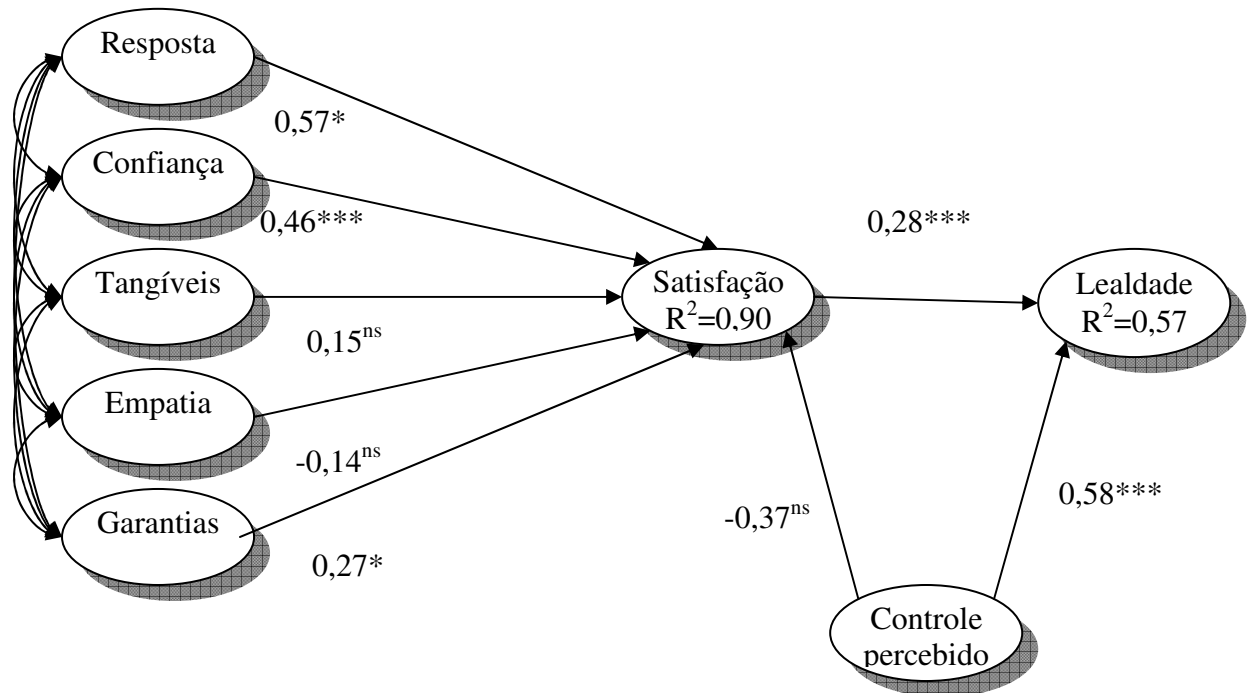 Resposta
0,57*
Confiança
0,46***
Tangíveis
0,15ns
Empatia
-0,14ns
Garantias
0,27*
Satisfação
R2=0,90
0,28***
Lealdade
R2=0,57
-0,37ns
0,58***
Controle
percebido